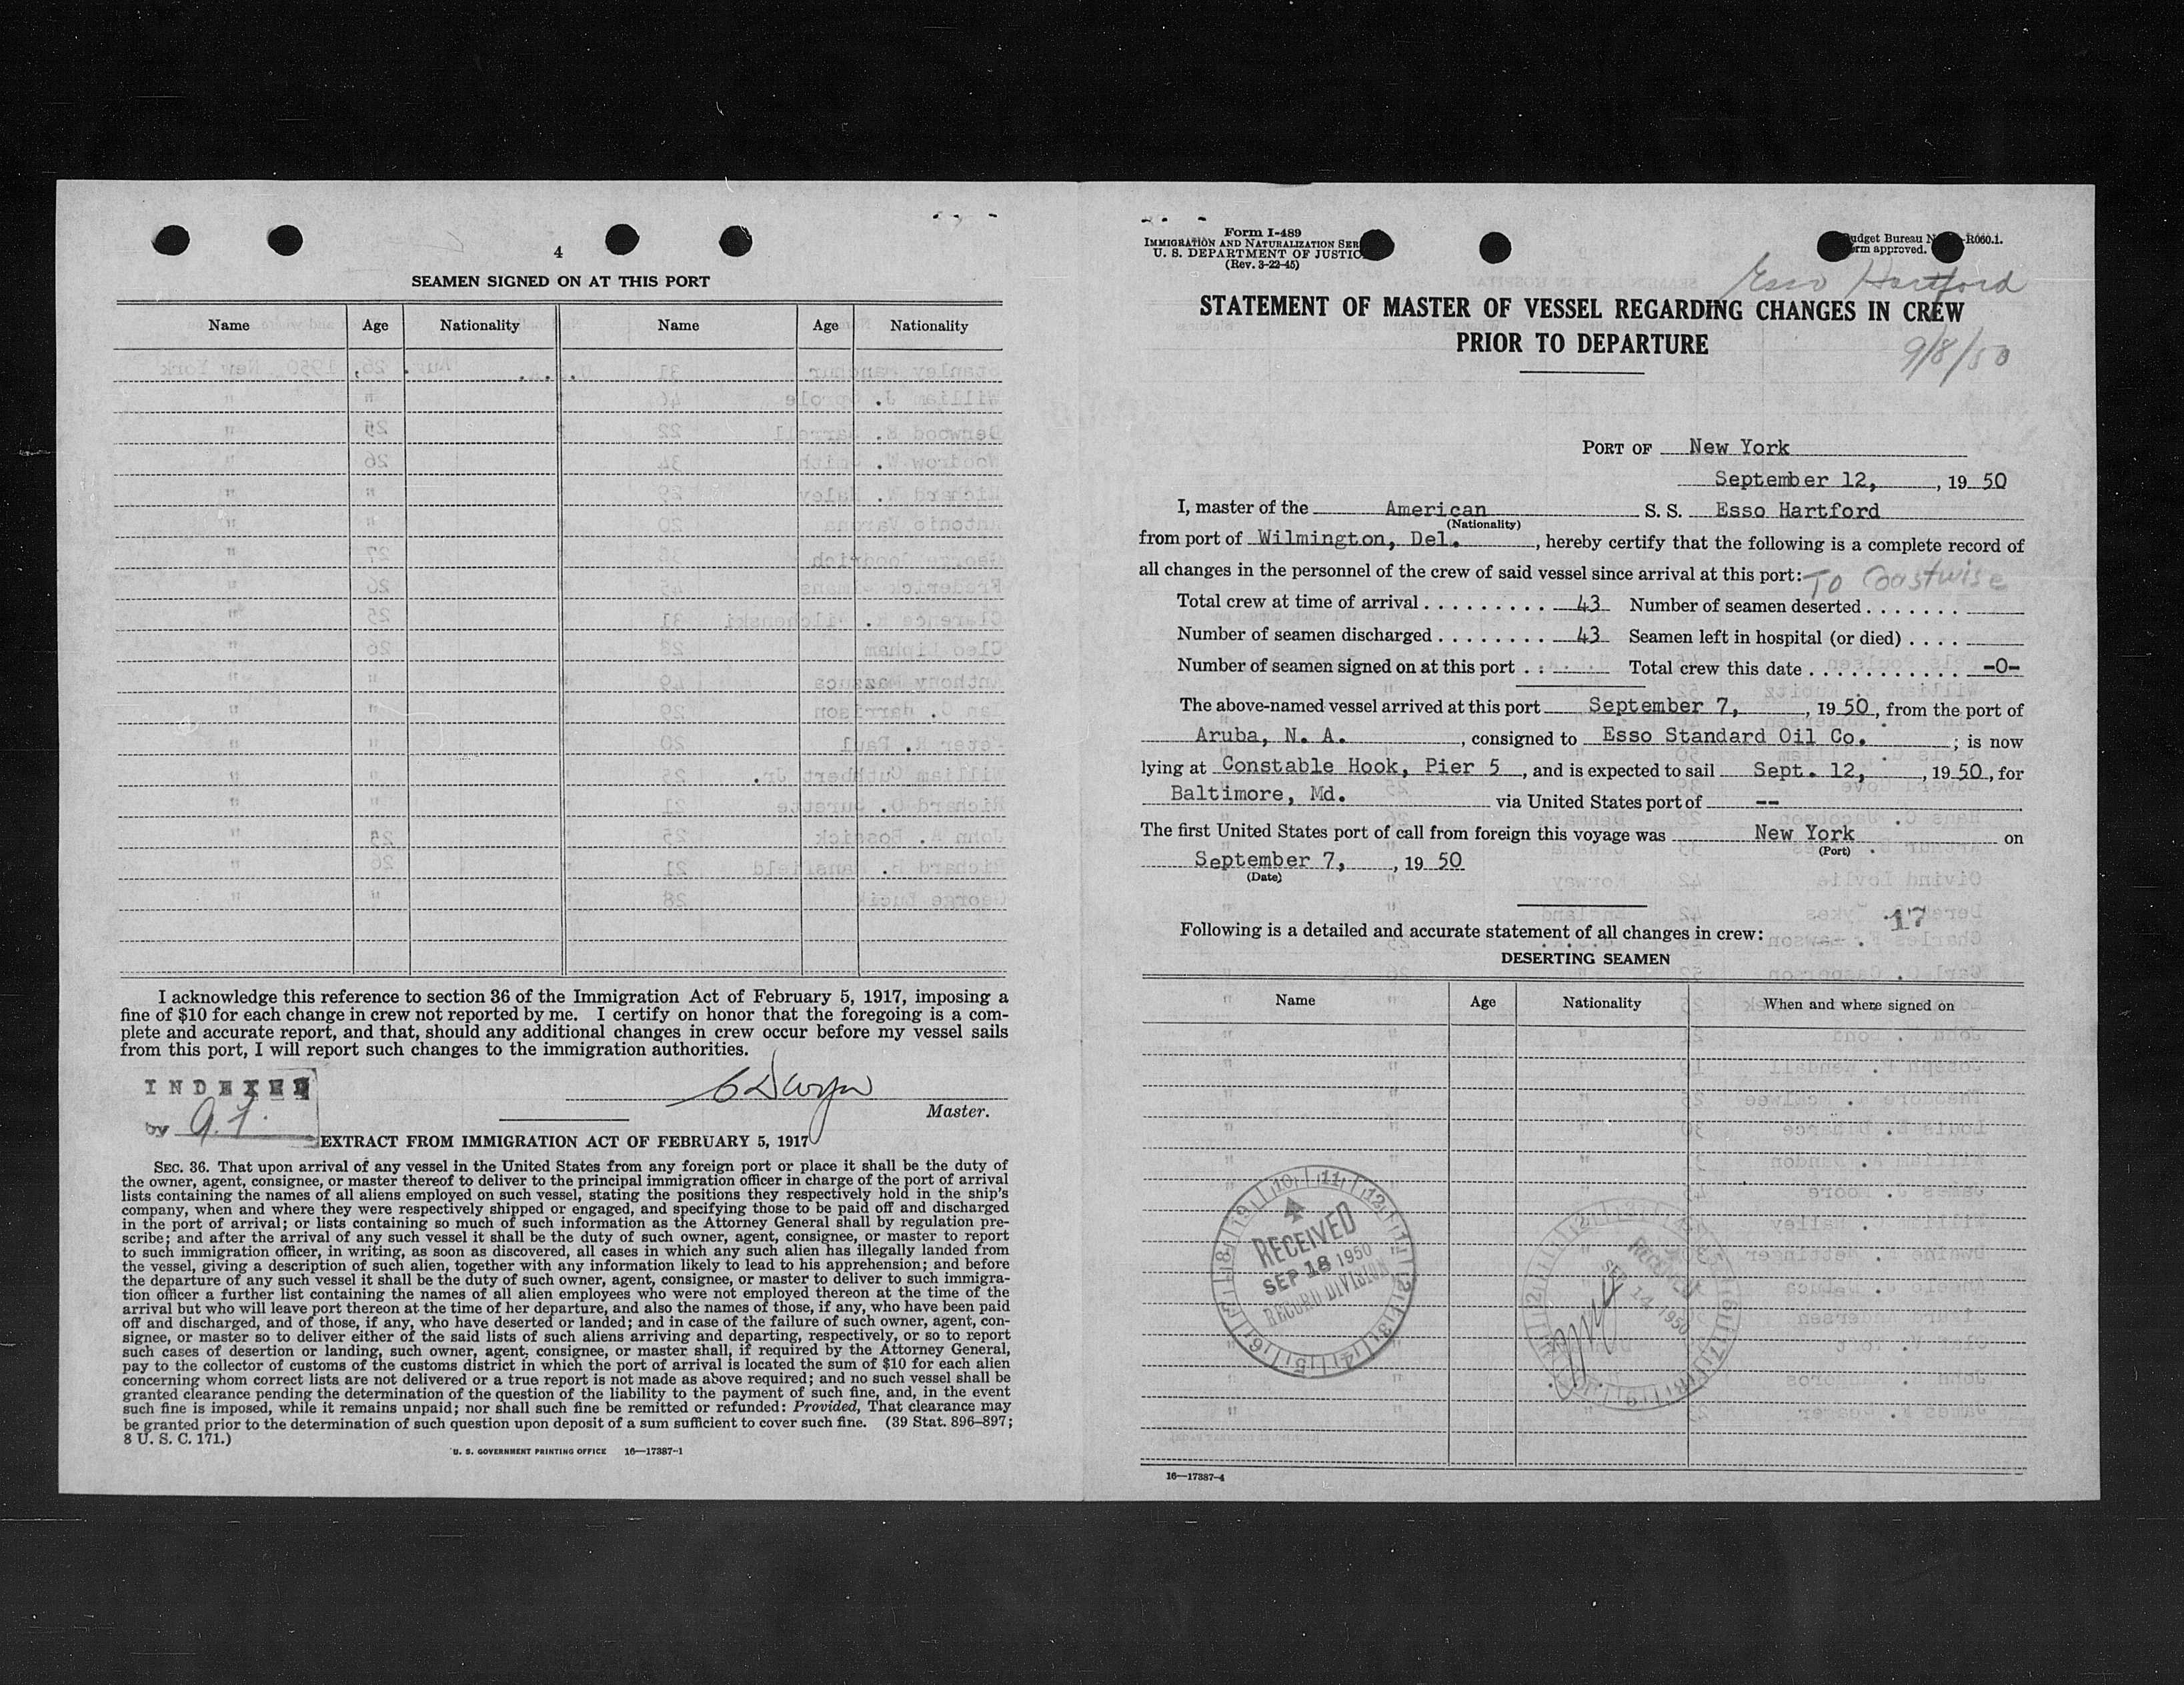 4
SEAMEN SIGNED ON AT THIS PORT
Name Age Nationality Name Age Nationality
I acknowledge this reference to section 36 of the Immigration Act of February 5, 1917, imposing a
fine of $10 for each change in crew not reported by me. I certify on honor that the foregoing is a com-
plete and accurate report, and that, should any additional changes in crew occur before my vessel sails
from this port, I will report such changes to the immigration authorities.
INDEXED
by
Master.
EXTRACT FROM IMMIGRATION ACT OF FEBRUARY 5, 1917
SEC. 36. That upon arrival of any vessel in the United States from any foreign port or place it shall be the duty of
the owner, agent, consignee, or master thereof to deliver to the principal immigration officer in charge of the port of arrival
lists containing the names of all aliens employed on such vessel, stating the positions they respectively hold in the ship's
company, when and where they were respectively shipped or engaged, and specifying those to be paid off and discharged
in the port of arrival; or lists containing so much of such information as the Attorney General shall by regulation pre-
scribe; and after the arrival of any such vessel it shall be the duty of such owner, agent, consignee, or master to report
to such immigration officer, in writing, as soon as discovered, all cases in which any such alien has illegally landed from
the vessel, giving a description of such alien, together with any information likely to lead to his apprehension; and before
the departure of any such vessel it shall be the duty of such owner, agent, consignee, or master to deliver to such immigra-
tion officer a further list containing the names of all alien employees who were not employed thereon at the time of the
arrival but who will leave port thereon at the time of her departure, and also the names of those, if any, who have been paid
off and discharged, and of those, if any, who have deserted or landed; and in case of the failure of such owner, agent, con-
signee, or master so to deliver either of the said lists of such aliens arriving and departing, respectively, or so to report
such cases of desertion or landing, such owner, agent, consignee, or master shall, if required by the Attorney General,
pay to the collector of customs of the customs district in which the port of arrival is located the sum of $10 for each alien
concerning whom correct lists are not delivered or a true report is not made as above required; and no such vessel shall be
granted clearance pending the determination of the question of the liability to the payment of such fine, and, in the event
such fine is imposed, while it remains unpaid; nor shall such fine be remitted or refunded: Provided, That clearance may
be granted prior to the determination of such question upon deposit of a sum sufficient to cover such fine. (39 Stat. 896–897;
8 U. S. C. 171.)
U. S. GOVERNMENT PRINTING OFFICE 16—17387-1
Form I-489
IMMIGRATION AND NATURALIZATION SER
U. S. DEPARTMENT OF JUSTIC
(Rev. 3-22-45)
udget Bureau N -R060.1.
rm approved.
Esso Hartford
STATEMENT OF MASTER OF VESSEL REGARDING CHANGES IN CREW
PRIOR TO DEPARTURE
9/8/50
PORT OF New York
September 12, , 19 50
I, master of the American S. S. Esso Hartford
(Nationality)
from port of Wilmington, Del. , hereby certify that the following is a complete record of
all changes in the personnel of the crew of said vessel since arrival at this port: To Coastwise
Total crew at time of arrival . . . . . . . . . . 43 Number of seamen deserted . . . . . . .
Number of seamen discharged . . . . . . . . 43 Seamen left in hospital (or died) . . . .
Number of seamen signed on at this port . : . Total crew this date . . . . . . . . . . . . -0-
The above-named vessel arrived at this port September 7, , 19 50, from the port of
Aruba, N. A. , consigned to Esso Standard Oil Co. ; is now
lying at Constable Hook, Pier 5 , and is expected to sail Sept. 12, , 19 50, for
Baltimore, Md. via United States port of --
The first United States port of call from foreign this voyage was New York on
(Port)
September 7, , 19 50
(Date)
17
Following is a detailed and accurate statement of all changes in crew:
DESERTING SEAMEN
Name Age Nationality When and where signed on
RECEIVED
SEP 18 1950
RECORD DIVISION
RECEIVED
SEP 14 1950
16—17387-4